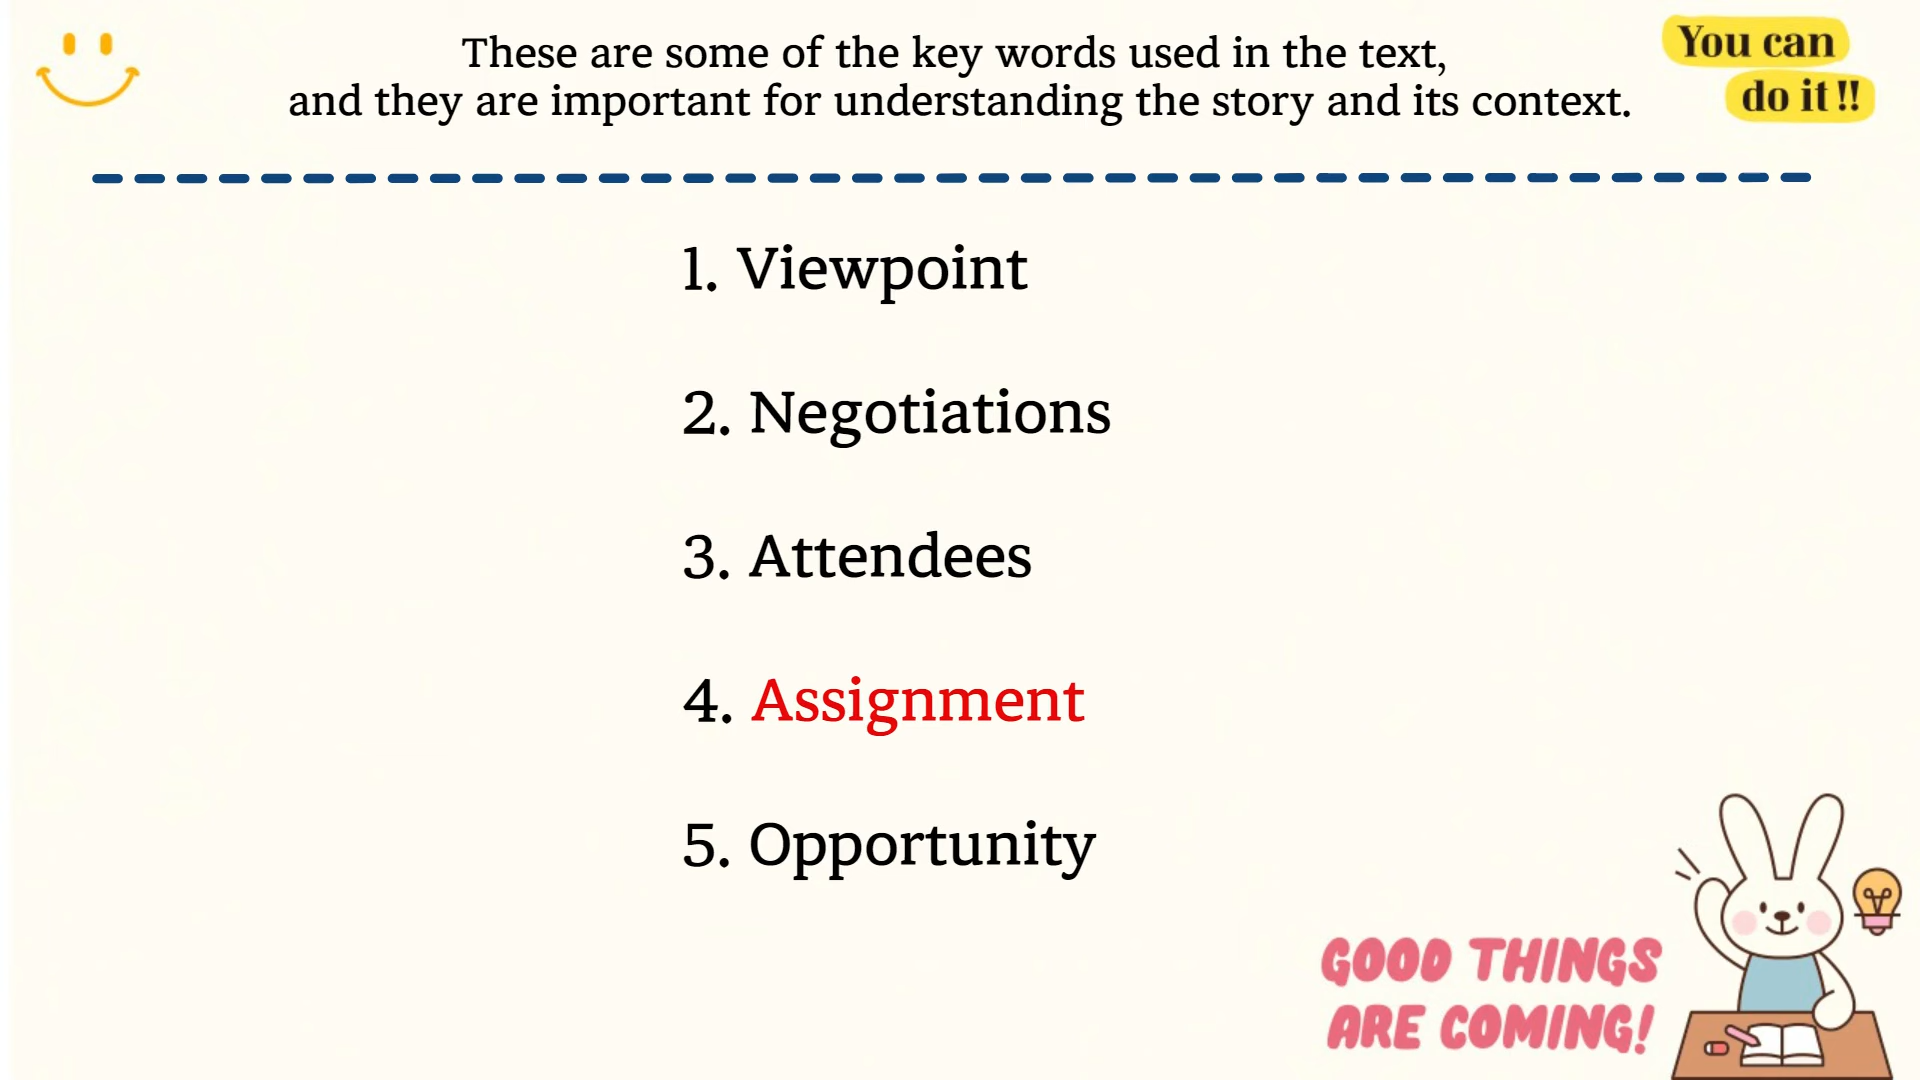 These are some of the key words used in the text,
and they are important for understanding the story and its context.
You can
do it !!
1. Viewpoint
2. Negotiations
3. Attendees
4. Assignment
5. Opportunity
GOOD THINGS
ARE COMING!